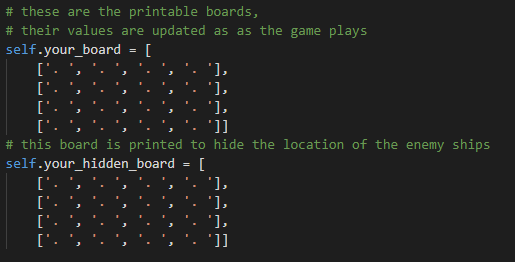 # these are the printable boards,
# their values are updated as as the game plays
self.your_board = [
    ['. ', '. ', '. ', '. '],
    ['. ', '. ', '. ', '. '],
    ['. ', '. ', '. ', '. '],
    ['. ', '. ', '. ', '. ']]
# this board is printed to hide the location of the enemy ships
self.your_hidden_board = [
    ['. ', '. ', '. ', '. '],
    ['. ', '. ', '. ', '. '],
    ['. ', '. ', '. ', '. '],
    ['. ', '. ', '. ', '. ']]